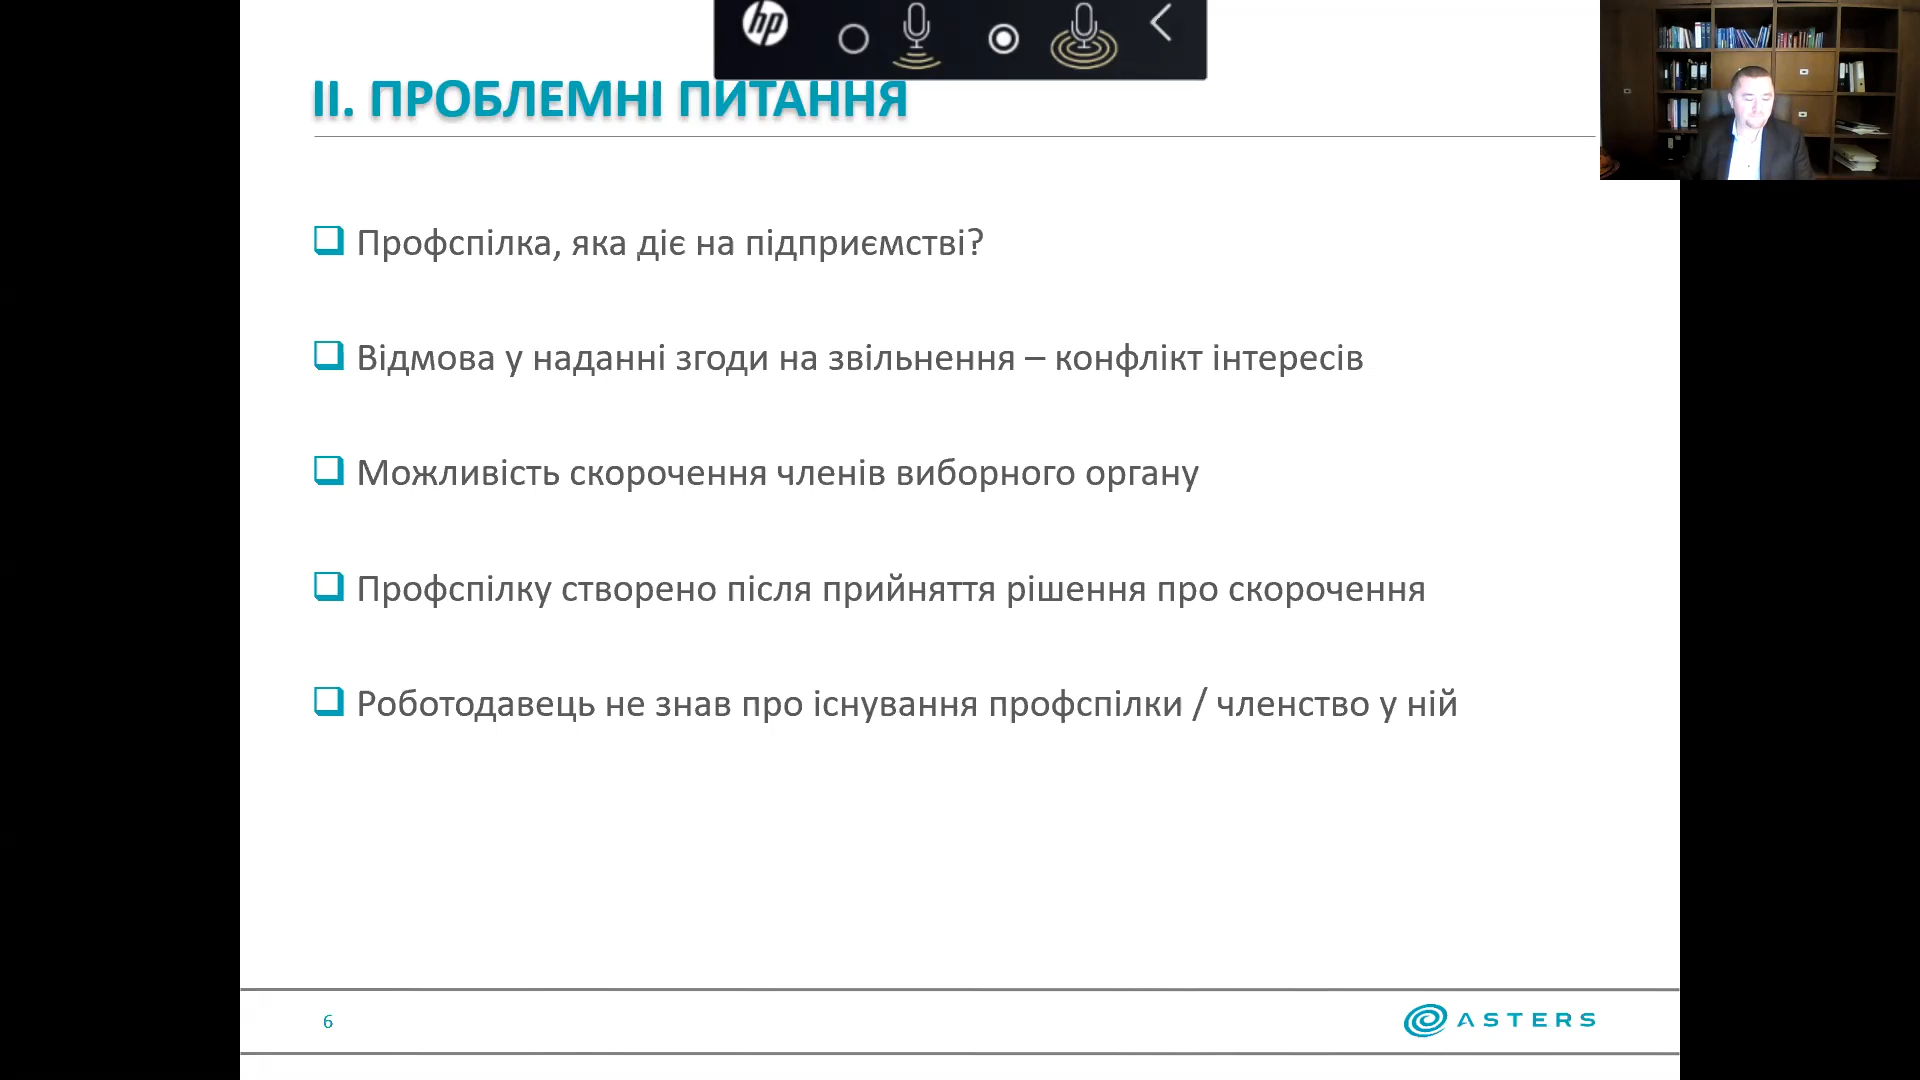 hp
II. ПРОБЛЕМНІ ПИТАННЯ
Профспілка, яка діє на підприємстві?
Відмова у наданні згоди на звільнення – конфлікт інтересів
Можливість скорочення членів виборного органу
Профспілку створено після прийняття рішення про скорочення
Роботодавець не знав про існування профспілки / членство у ній
6
ASTERS